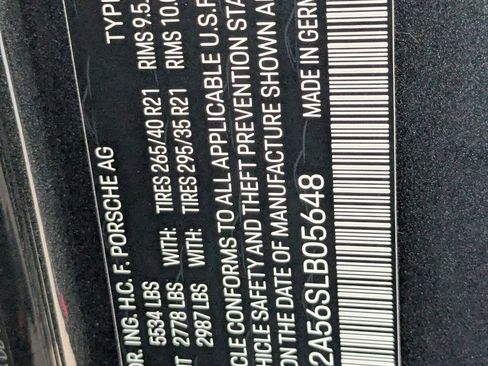 DR. ING. H.C. F. PORSCHE AG TYP
5534 LBS WITH: TIRES 265/40 R21 RIMS 9.5
2778 LBS WITH: TIRES 295/35 R21 RIMS 10.
2987 LBS
CLE CONFORMS TO ALL APPLICABLE U.S.
VEHICLE SAFETY AND THEFT PREVENTION STA
THE DATE OF MANUFACTURE SHOWN A
MADE IN GERM
2A56SLB05648